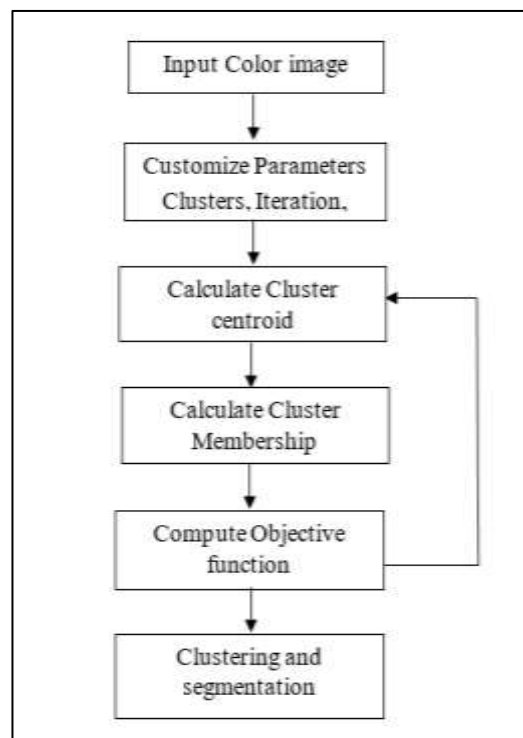 Input Color image
Customize Parameters
Clusters, Iteration,
Calculate Cluster
centroid
Calculate Cluster
Membership
Compute Objective
function
Clustering and
segmentation